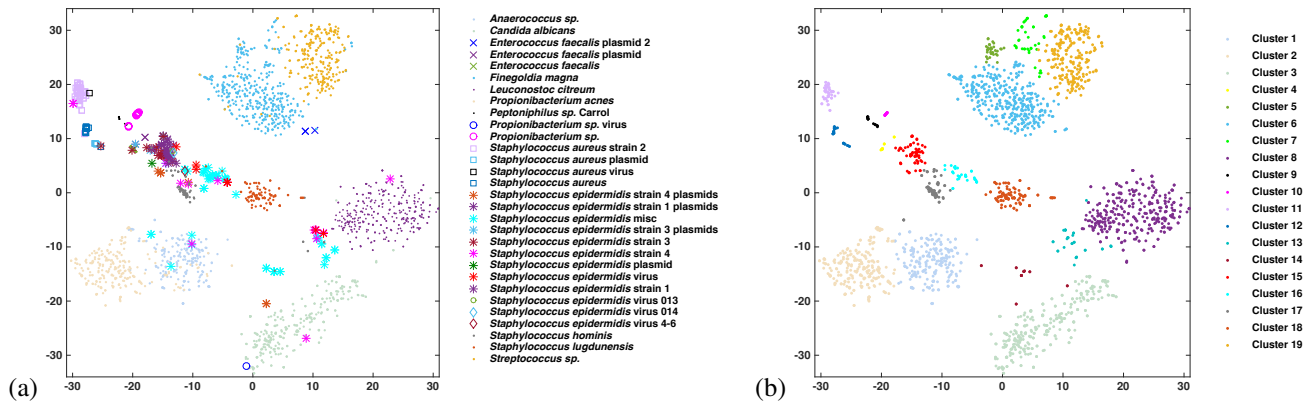 30
20
10
0
-10
-20
-30
-30 -20 -10 0 10 20 30
(a)
Anaerococcus sp.
Candida albicans
Enterococcus faecalis plasmid 2
Enterococcus faecalis plasmid
Enterococcus faecalis
Finegoldia magna
Leuconostoc citreum
Propionibacterium acnes
Peptoniphilus sp. Carrol
Propionibacterium sp. virus
Propionibacterium sp.
Staphylococcus aureus strain 2
Staphylococcus aureus plasmid
Staphylococcus aureus virus
Staphylococcus aureus
Staphylococcus epidermidis strain 4 plasmids
Staphylococcus epidermidis strain 1 plasmids
Staphylococcus epidermidis misc
Staphylococcus epidermidis strain 3 plasmids
Staphylococcus epidermidis strain 3
Staphylococcus epidermidis strain 4
Staphylococcus epidermidis plasmid
Staphylococcus epidermidis virus
Staphylococcus epidermidis strain 1
Staphylococcus epidermidis virus 013
Staphylococcus epidermidis virus 014
Staphylococcus epidermidis virus 4-6
Staphylococcus hominis
Staphylococcus lugdunensis
Streptococcus sp.
30
20
10
0
-10
-20
-30
-30 -20 -10 0 10 20 30
(b)
Cluster 1
Cluster 2
Cluster 3
Cluster 4
Cluster 5
Cluster 6
Cluster 7
Cluster 8
Cluster 9
Cluster 10
Cluster 11
Cluster 12
Cluster 13
Cluster 14
Cluster 15
Cluster 16
Cluster 17
Cluster 18
Cluster 19